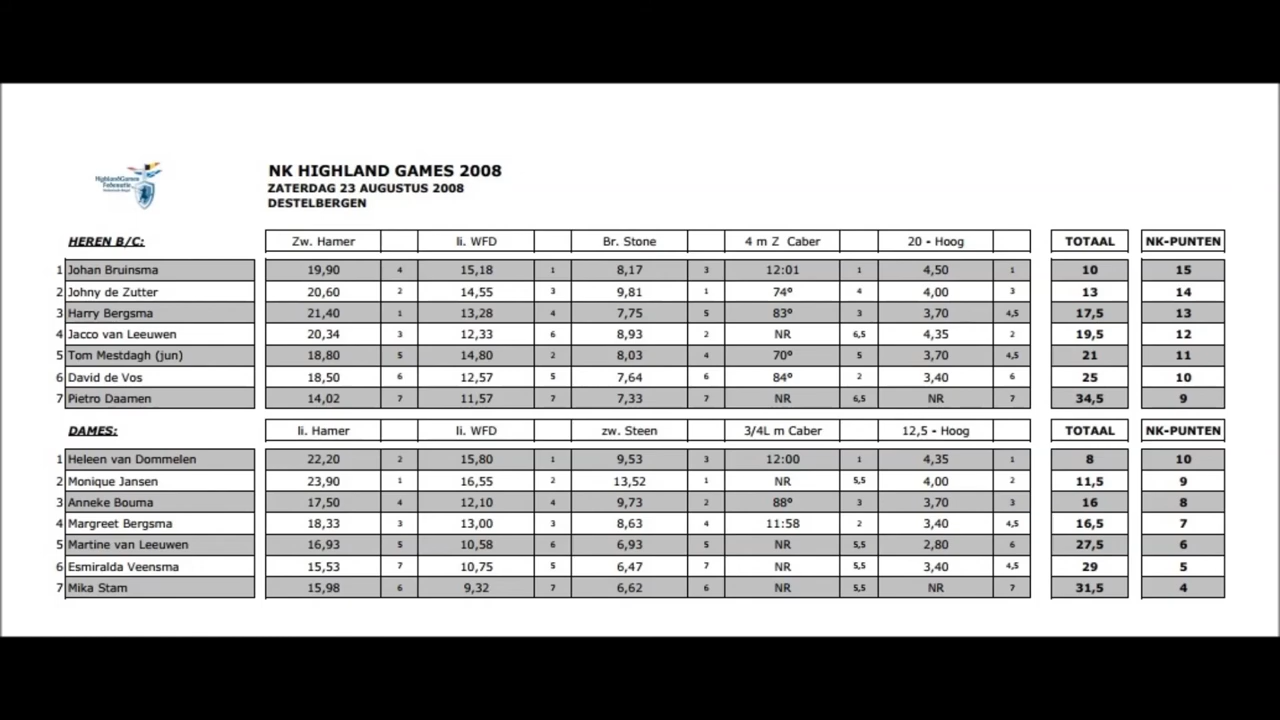 HighlandGames
Federatie
NK HIGHLAND GAMES 2008
ZATERDAG 23 AUGUSTUS 2008
DESTELBERGEN
HEREN B/C: Zw. Hamer li. WFD Br. Stone 4 m Z Caber 20 - Hoog TOTAAL NK-PUNTEN
1 Johan Bruinsma 19,90 4 15,18 1 8,17 3 12:01 1 4,50 1 10 15
2 Johny de Zutter 20,60 2 14,55 3 9,81 1 74º 4 4,00 3 13 14
3 Harry Bergsma 21,40 1 13,28 4 7,75 5 83º 3 3,70 4,5 17,5 13
4 Jacco van Leeuwen 20,34 3 12,33 6 8,93 2 NR 6,5 4,35 2 19,5 12
5 Tom Mestdagh (jun) 18,80 5 14,80 2 8,03 4 70º 5 3,70 4,5 21 11
6 David de Vos 18,50 6 12,57 5 7,64 6 84º 2 3,40 6 25 10
7 Pietro Daamen 14,02 7 11,57 7 7,33 7 NR 6,5 NR 7 34,5 9
DAMES: li. Hamer li. WFD zw. Steen 3/4L m Caber 12,5 - Hoog TOTAAL NK-PUNTEN
1 Heleen van Dommelen 22,20 2 15,80 1 9,53 3 12:00 1 4,35 1 8 10
2 Monique Jansen 23,90 1 16,55 2 13,52 1 NR 5,5 4,00 2 11,5 9
3 Anneke Bouma 17,50 4 12,10 4 9,73 2 88º 3 3,70 3 16 8
4 Margreet Bergsma 18,33 3 13,00 3 8,63 4 11:58 2 3,40 4,5 16,5 7
5 Martine van Leeuwen 16,93 5 10,58 6 6,93 5 NR 5,5 2,80 6 27,5 6
6 Esmiralda Veensma 15,53 7 10,75 5 6,47 7 NR 5,5 3,40 4,5 29 5
7 Mika Stam 15,98 6 9,32 7 6,62 6 NR 5,5 NR 7 31,5 4